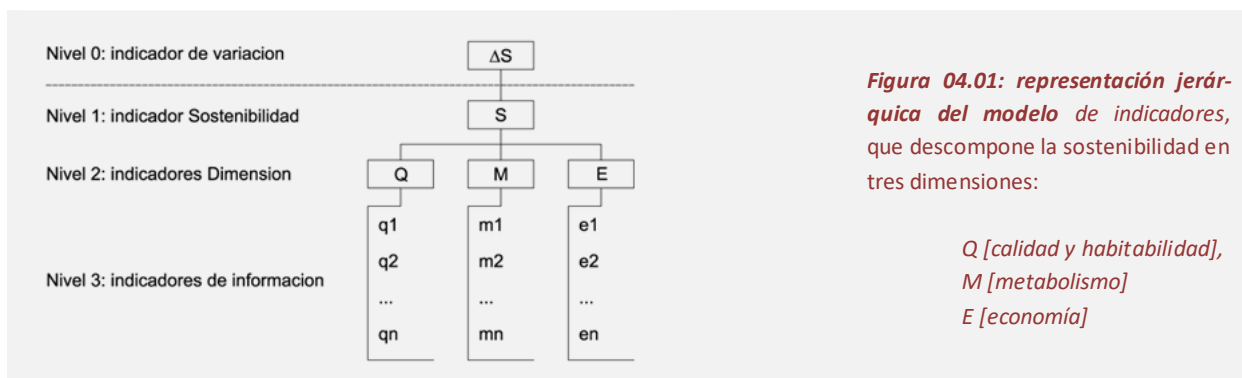 Nivel 0: indicador de variacion
ΔS
Nivel 1: indicador Sostenibilidad
S
Nivel 2: indicadores Dimension
Q M E
q1 m1 e1
q2 m2 e2
Nivel 3: indicadores de informacion
... ... ...
qn mn en
Figura 04.01: representación jerár-
quica del modelo de indicadores,
que descompone la sostenibilidad en
tres dimensiones:
Q [calidad y habitabilidad],
M [metabolismo]
E [economía]